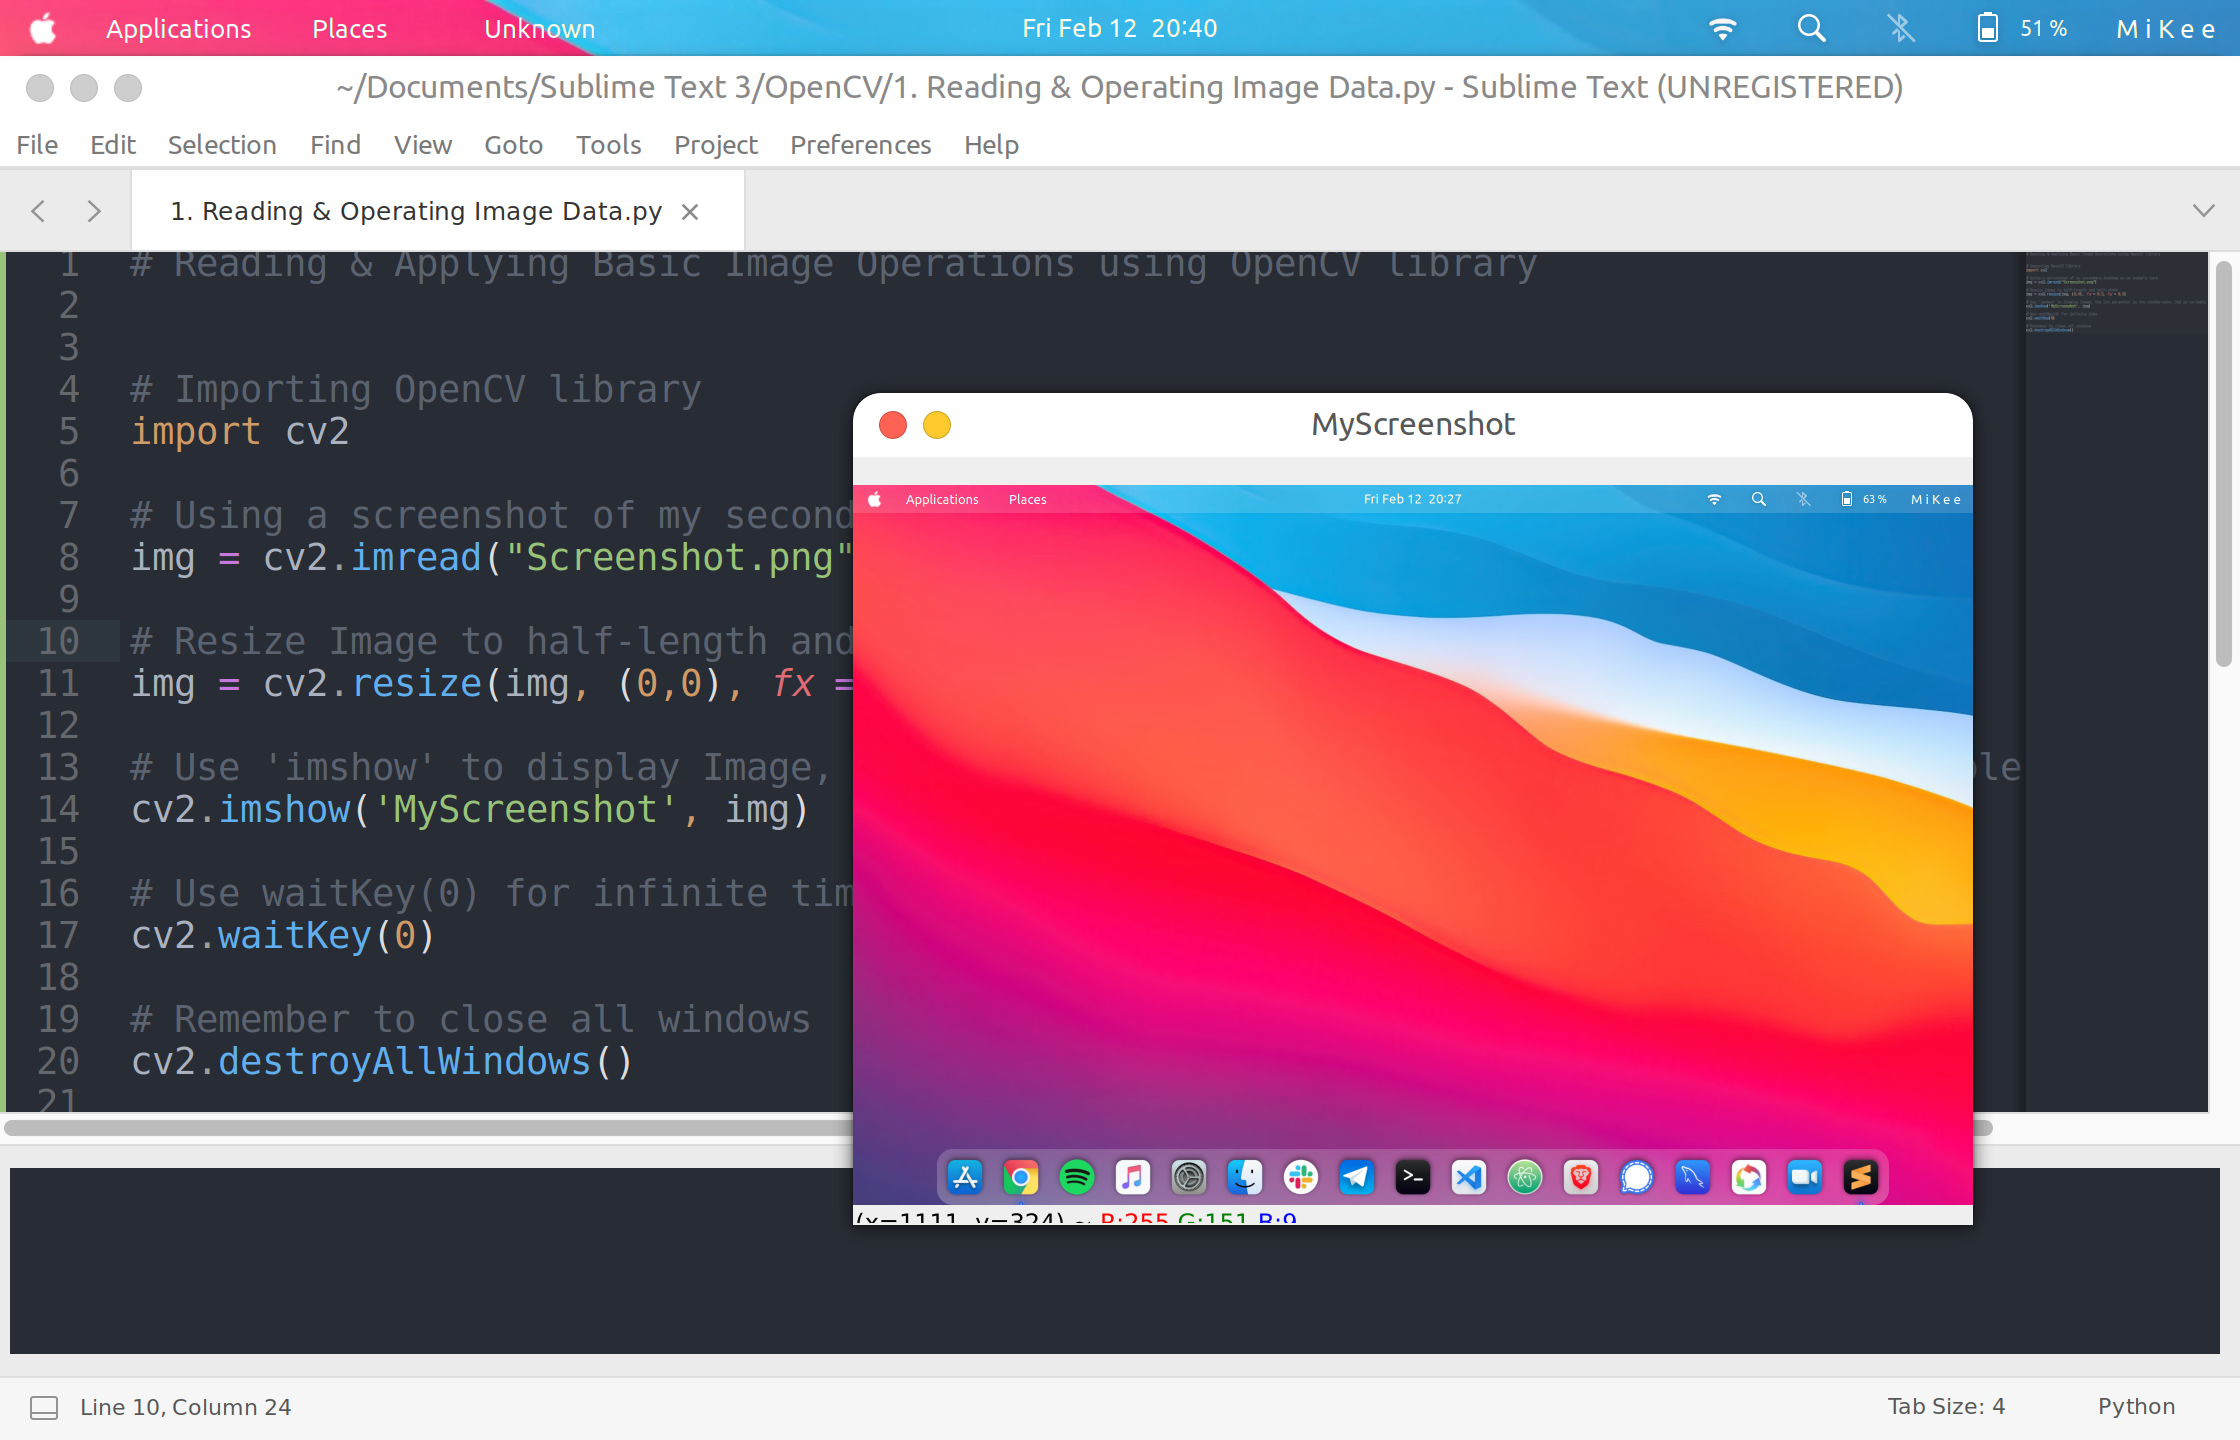 Applications Places Unknown Fri Feb 12 20:40 51 % MiKee
~/Documents/Sublime Text 3/OpenCV/1. Reading & Operating Image Data.py - Sublime Text (UNREGISTERED)
File Edit Selection Find View Goto Tools Project Preferences Help
1. Reading & Operating Image Data.py
1 # Reading & Applying Basic Image Operations using OpenCV library
2
3
4 # Importing OpenCV library
5 import cv2
6
7 # Using a screenshot of my second
8 img = cv2.imread("Screenshot.png"
9
10 # Resize Image to half-length and
11 img = cv2.resize(img, (0,0), fx =
12
13 # Use 'imshow' to display Image,
14 cv2.imshow('MyScreenshot', img)
15
16 # Use waitKey(0) for infinite tim
17 cv2.waitKey(0)
18
19 # Remember to close all windows
20 cv2.destroyAllWindows()
21
MyScreenshot
Applications Places Fri Feb 12 20:27 63 % MiKee
(x=1111, y=324) ~ R:255 G:151 B:9
Line 10, Column 24 Tab Size: 4 Python